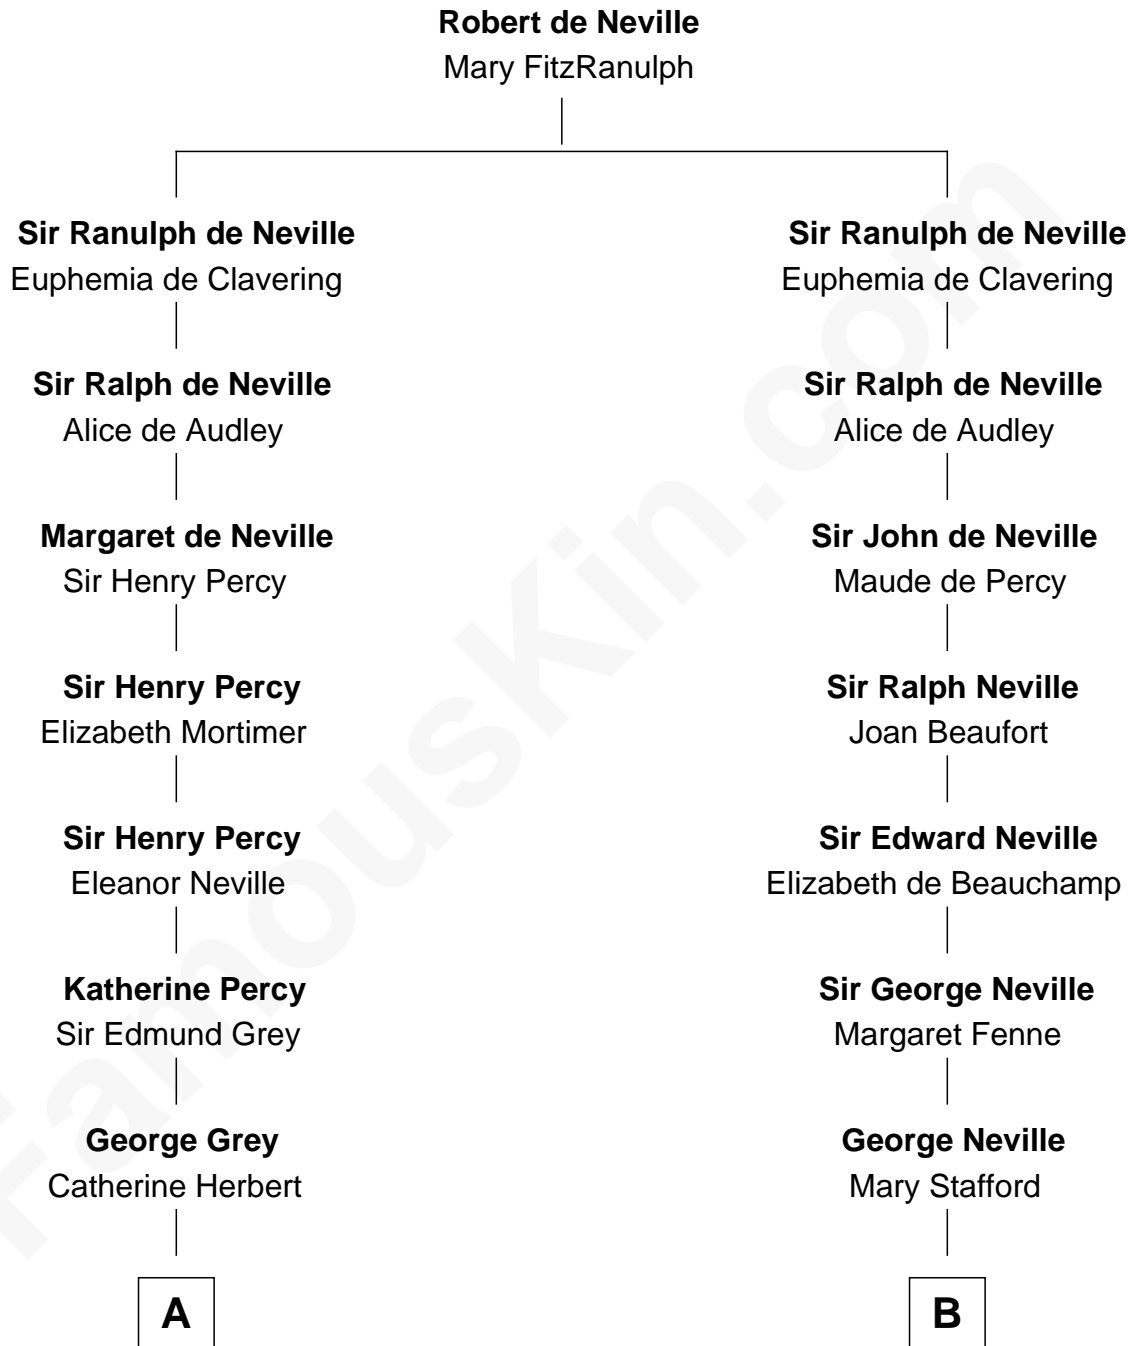 Robert de Neville
Mary FitzRanulph
Sir Ranulph de Neville
Euphemia de Clavering
Sir Ralph de Neville
Alice de Audley
Margaret de Neville
Sir Henry Percy
Sir Henry Percy
Elizabeth Mortimer
Sir Henry Percy
Eleanor Neville
Katherine Percy
Sir Edmund Grey
George Grey
Catherine Herbert
A
Sir Ranulph de Neville
Euphemia de Clavering
Sir Ralph de Neville
Alice de Audley
Sir John de Neville
Maude de Percy
Sir Ralph Neville
Joan Beaufort
Sir Edward Neville
Elizabeth de Beauchamp
Sir George Neville
Margaret Fenne
George Neville
Mary Stafford
B
FamousKin.com